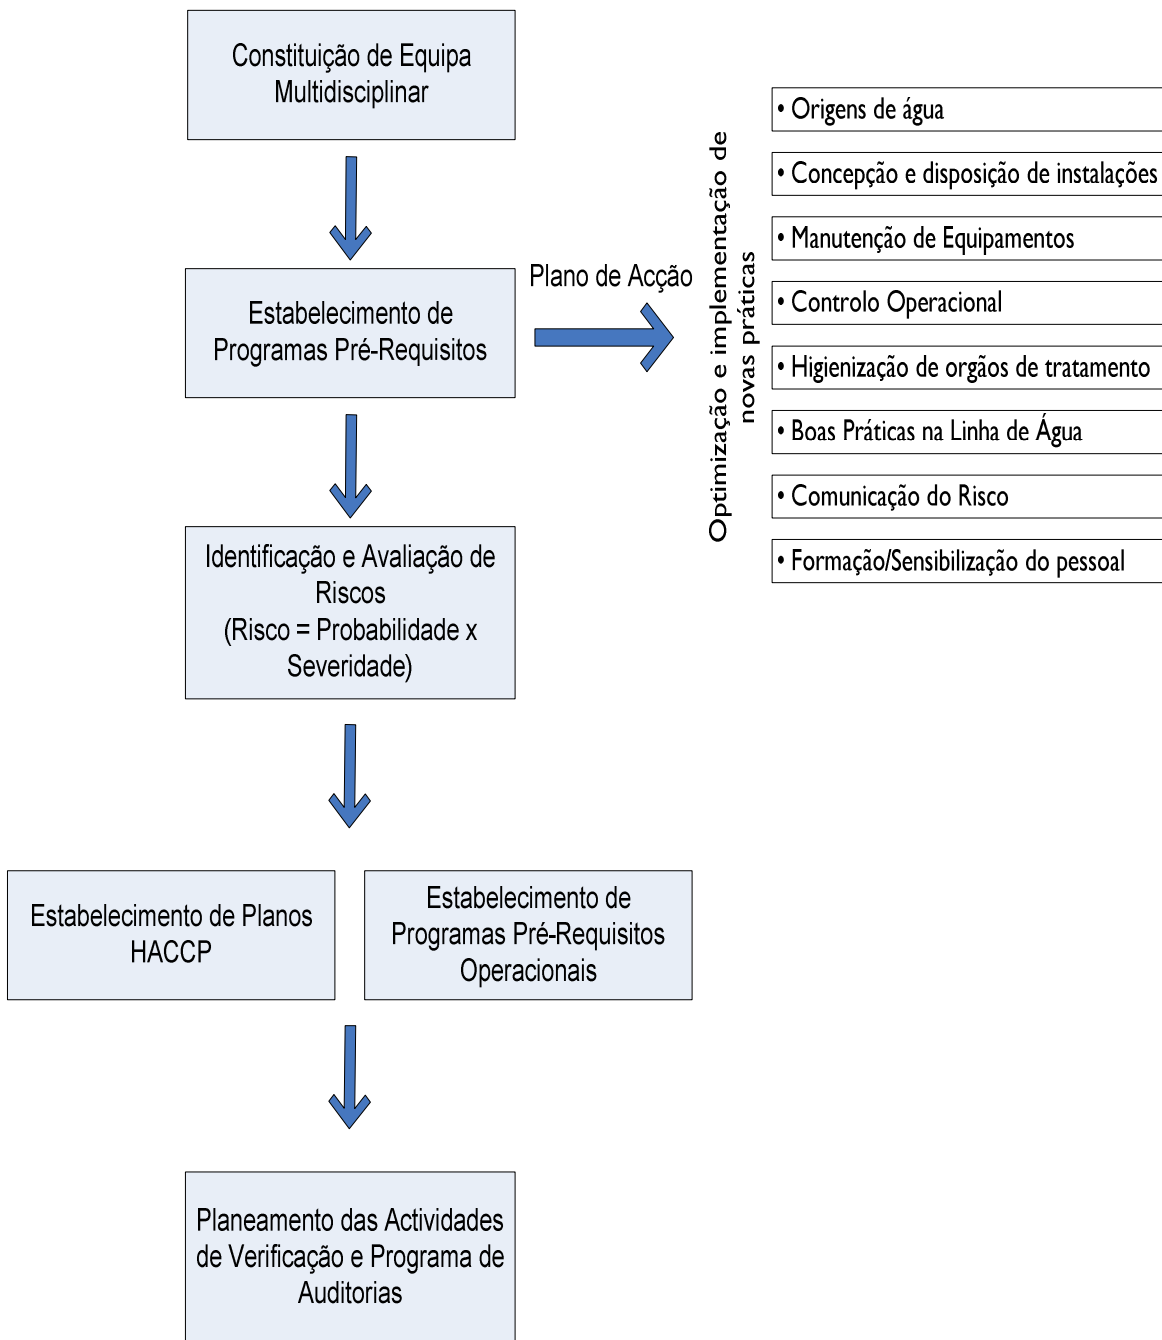 Constituição de Equipa
Multidisciplinar
Estabelecimento de
Programas Pré-Requisitos
Plano de Acção
Optimização e implementação de
novas práticas
• Origens de água
• Concepção e disposição de instalações
• Manutenção de Equipamentos
• Controlo Operacional
• Higienização de orgãos de tratamento
• Boas Práticas na Linha de Água
• Comunicação do Risco
• Formação/Sensibilização do pessoal
Identificação e Avaliação de
Riscos
(Risco = Probabilidade x
Severidade)
Estabelecimento de Planos
HACCP
Estabelecimento de
Programas Pré-Requisitos
Operacionais
Planeamento das Actividades
de Verificação e Programa de
Auditorias